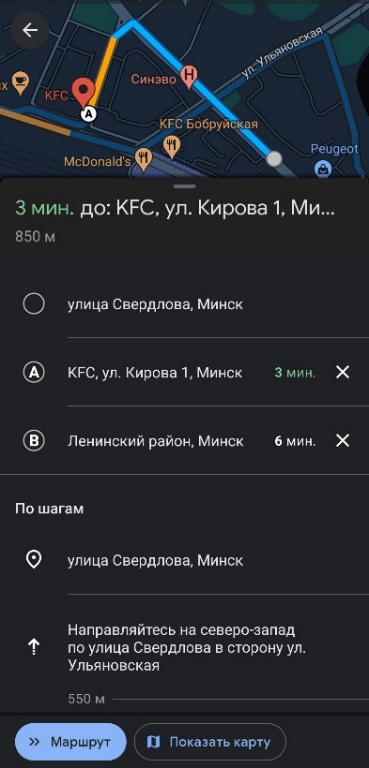 ул. Ульяновская
Синэво
H
KFC
A
KFC Бобруйская
McDonald's
Peugeot
3 мин. до: KFC, ул. Кирова 1, Ми...
850 м
улица Свердлова, Минск
A
KFC, ул. Кирова 1, Минск
3 мин.
B
Ленинский район, Минск
6 мин.
По шагам
улица Свердлова, Минск
Направляйтесь на северо-запад
по улица Свердлова в сторону ул.
Ульяновская
550 м
Маршрут
Показать карту